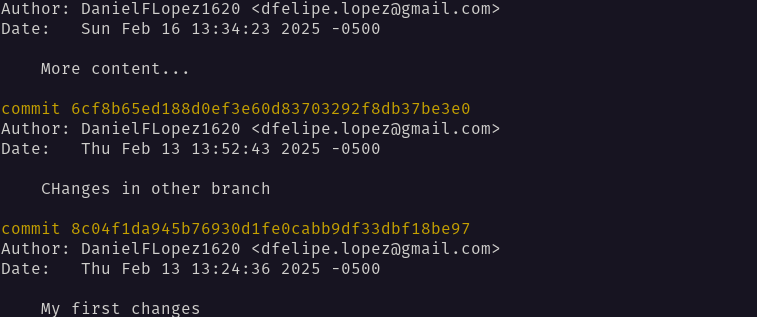 Author: DanielFLopez1620 <dfelipe.lopez@gmail.com>
Date:   Sun Feb 16 13:34:23 2025 -0500
More content...
commit 6cf8b65ed188d0ef3e60d83703292f8db37be3e0
Author: DanielFLopez1620 <dfelipe.lopez@gmail.com>
Date:   Thu Feb 13 13:52:43 2025 -0500
CHanges in other branch
commit 8c04f1da945b76930d1fe0cabb9df33dbf18be97
Author: DanielFLopez1620 <dfelipe.lopez@gmail.com>
Date:   Thu Feb 13 13:24:36 2025 -0500
My first changes